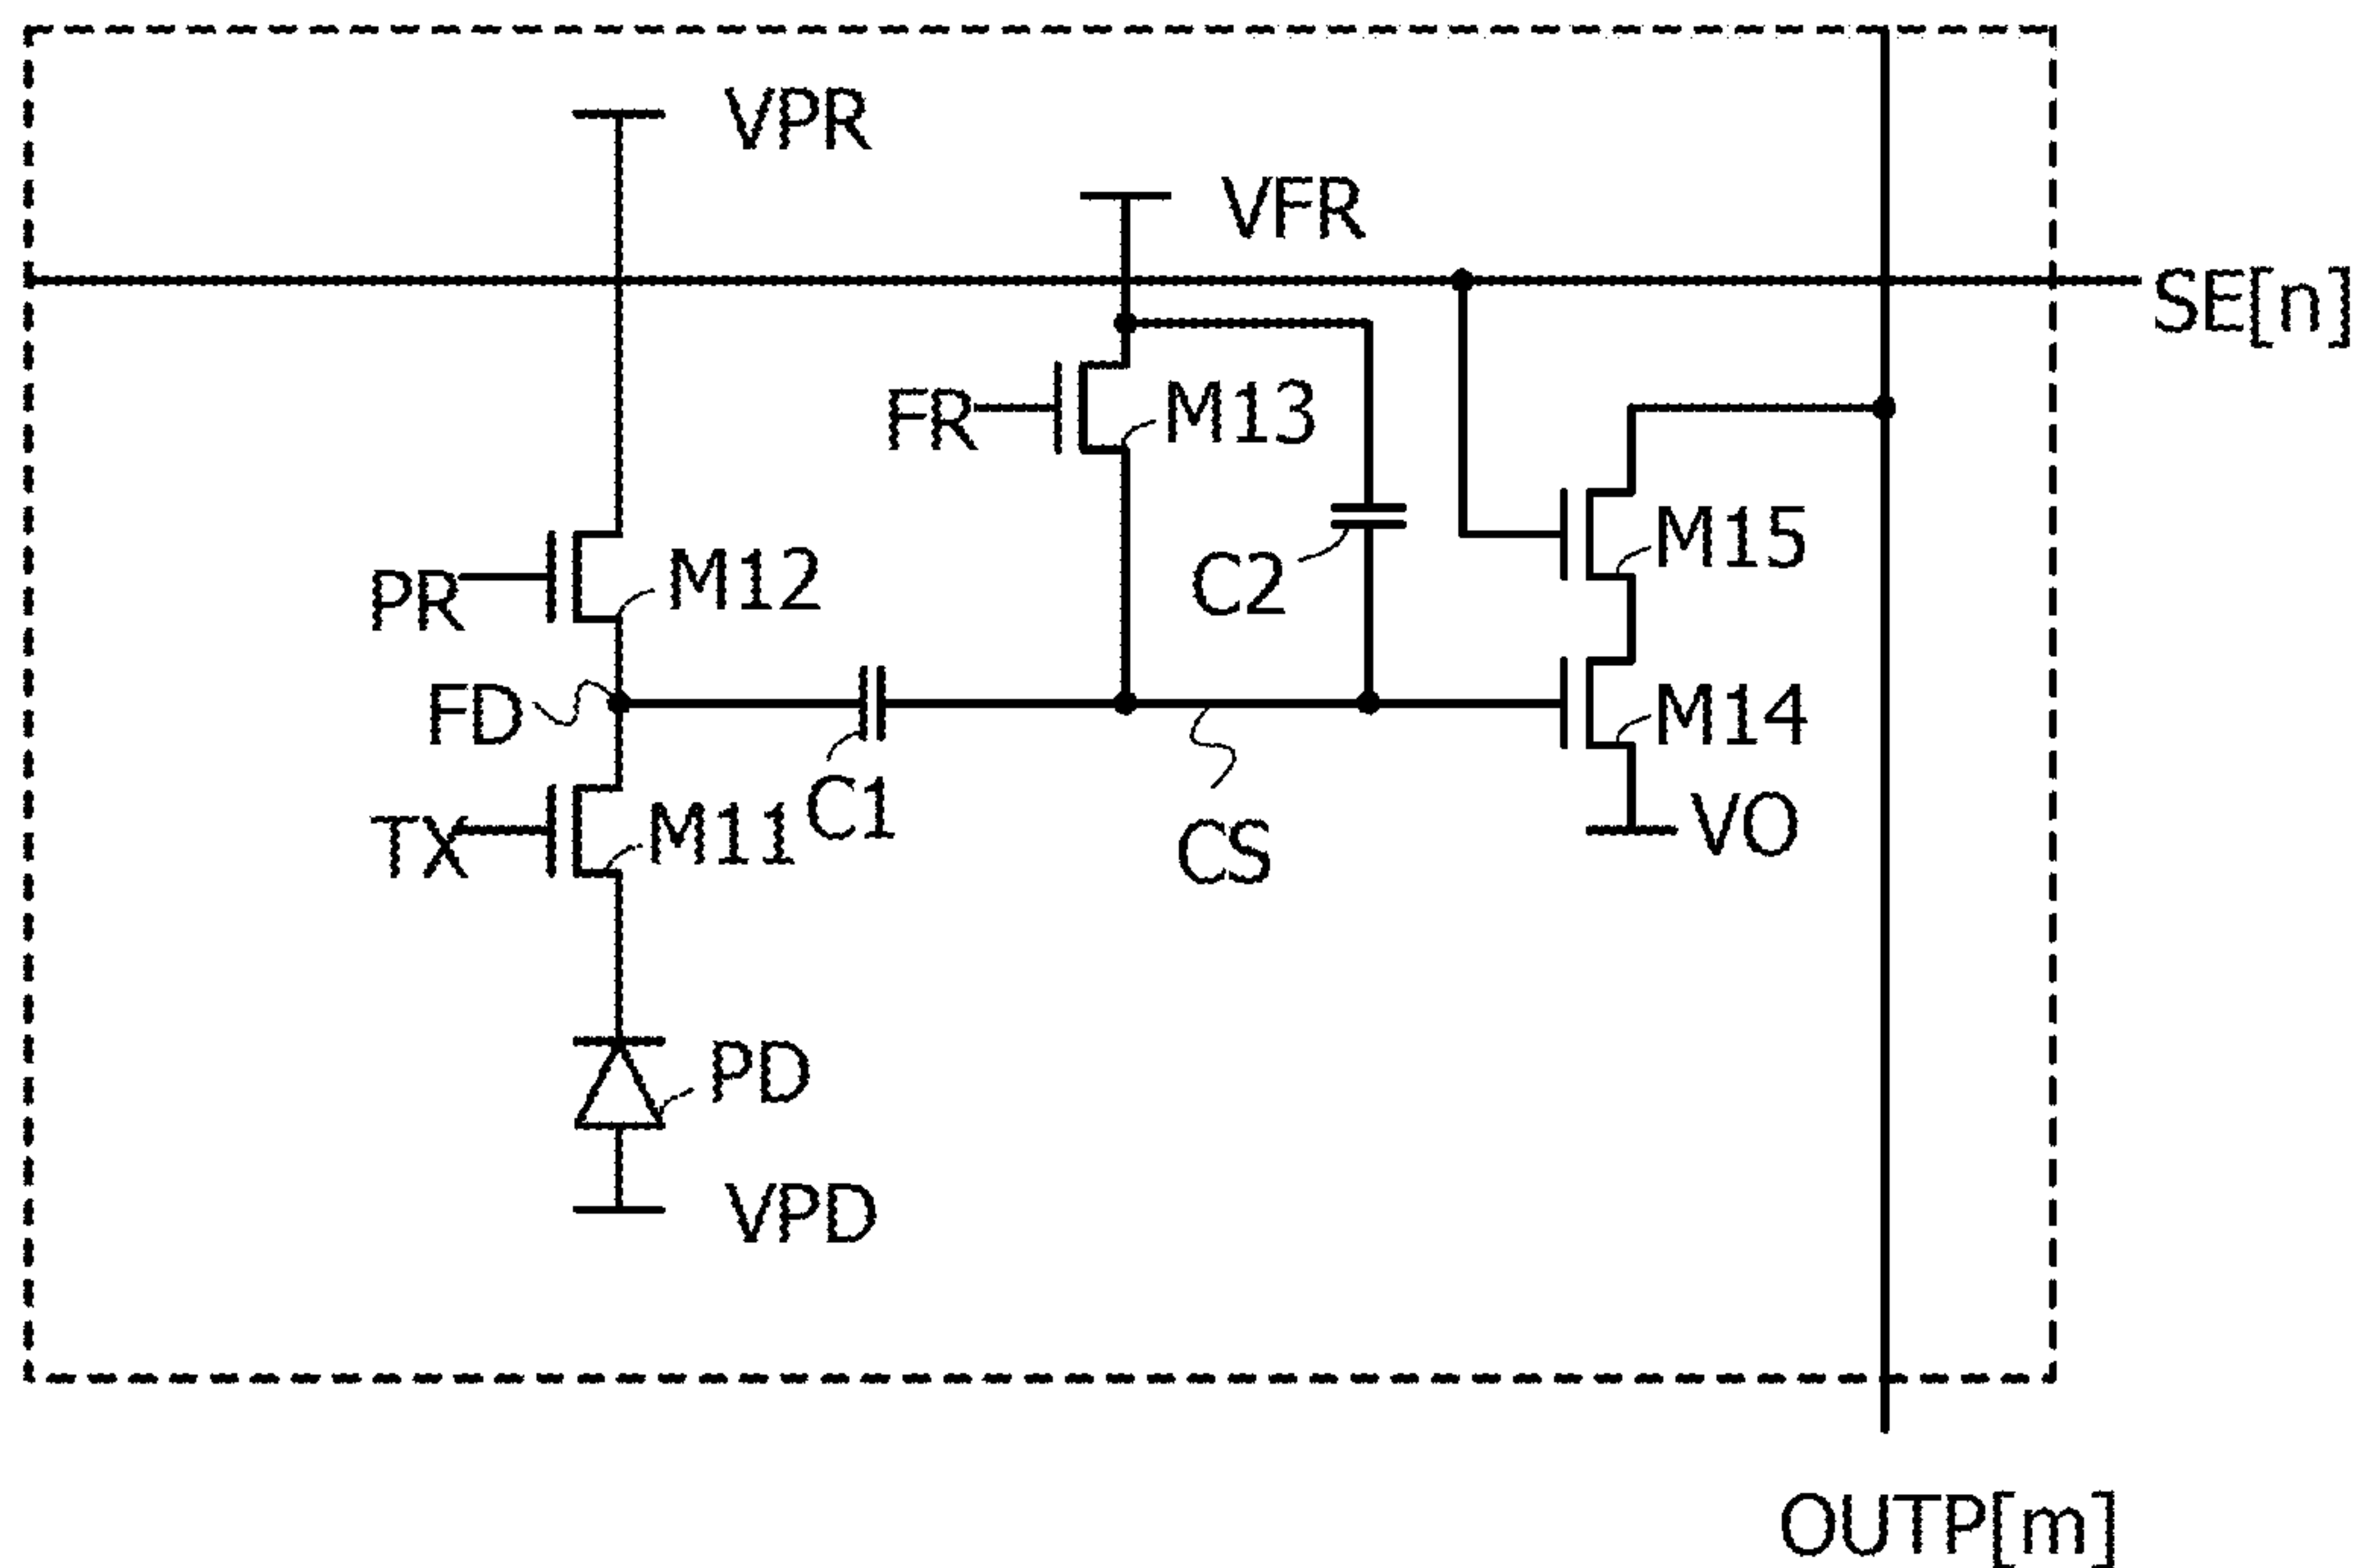 VPR
VFR
SE[n]
FR
M13
M15
C2
M12
PR
FD
M14
M11
C1
TX
VO
CS
PD
VPD
OUTP[m]